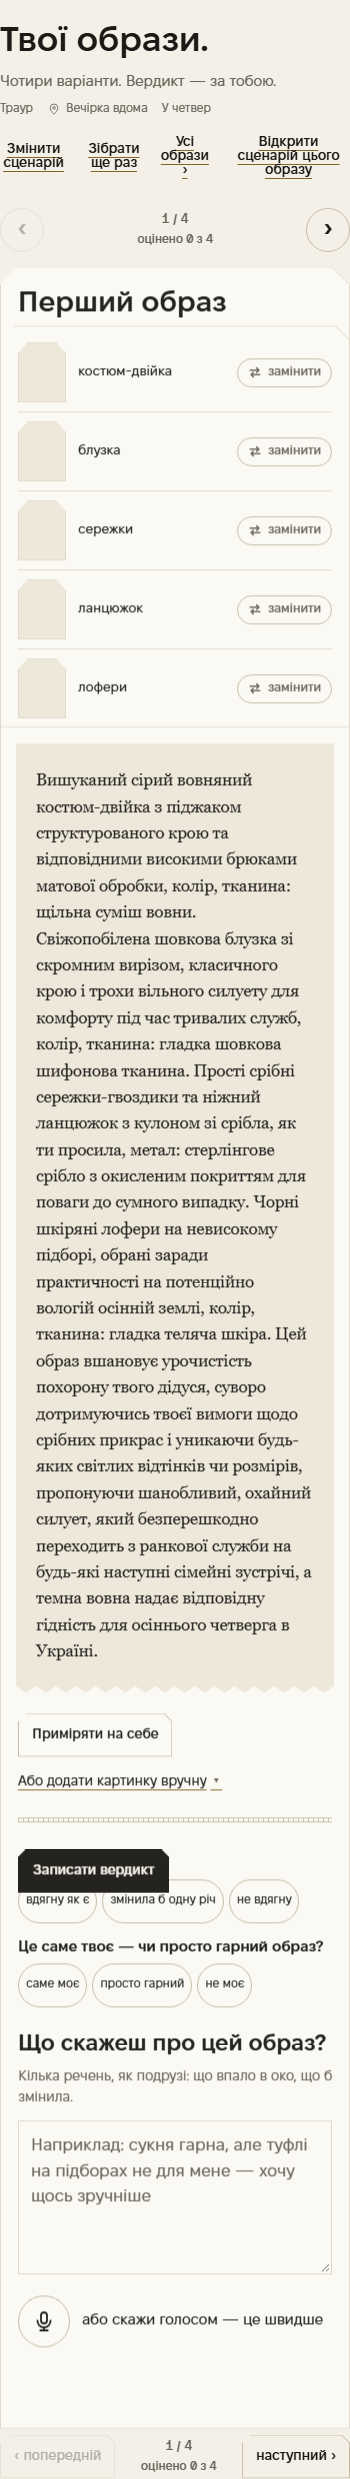 Твої образи.
Чотири варіанти. Вердикт — за тобою.
Траур Вечірка вдома У четвер
Змінити сценарій
Зібрати ще раз
Усі образи ›
Відкрити сценарій цього образу
‹
1 / 4
оцінено 0 з 4
›
Перший образ
костюм-двійка ⇄ замінити
блузка ⇄ замінити
сережки ⇄ замінити
ланцюжок ⇄ замінити
лофери ⇄ замінити
Вишуканий сірий вовняний
костюм-двійка з піджаком
структурованого крою та
відповідними високими брюками
матової обробки, колір, тканина:
щільна суміш вовни.
Свіжопобілена шовкова блузка зі
скромним вирізом, класичного
крою і трохи вільного силуету для
комфорту під час тривалих служб,
колір, тканина: гладка шовкова
шифонова тканина. Прості срібні
сережки-гвоздики та ніжний
ланцюжок з кулоном зі срібла, як
ти просила, метал: стерлінгове
срібло з окисленим покриттям для
поваги до сумного випадку. Чорні
шкіряні лофери на невисокому
підборі, обрані заради
практичності на потенційно
вологій осінній землі, колір,
тканина: гладка теляча шкіра. Цей
образ вшановує урочистість
похорону твого дідуся, суворо
дотримуючись твоєї вимоги щодо
срібних прикрас і уникаючи будь-
яких світлих відтінків чи розмірів,
пропонуючи шанобливий, охайний
силует, який безперешкодно
переходить з ранкової служби на
будь-які наступні сімейні зустрічі, а
темна вовна надає відповідну
гідність для осіннього четверга в
Україні.
Приміряти на себе
Або додати картинку вручну ▾
Записати вердикт
вдягну як є змінила б одну річ не вдягну
Це саме твоє — чи просто гарний образ?
саме моє просто гарний не моє
Що скажеш про цей образ?
Кілька речень, як подрузі: що впало в око, що б
змінила.
Наприклад: сукня гарна, але туфлі
на підборах не для мене — хочу
щось зручніше
або скажи голосом — це швидше
‹ попередній
1 / 4
оцінено 0 з 4
наступний ›